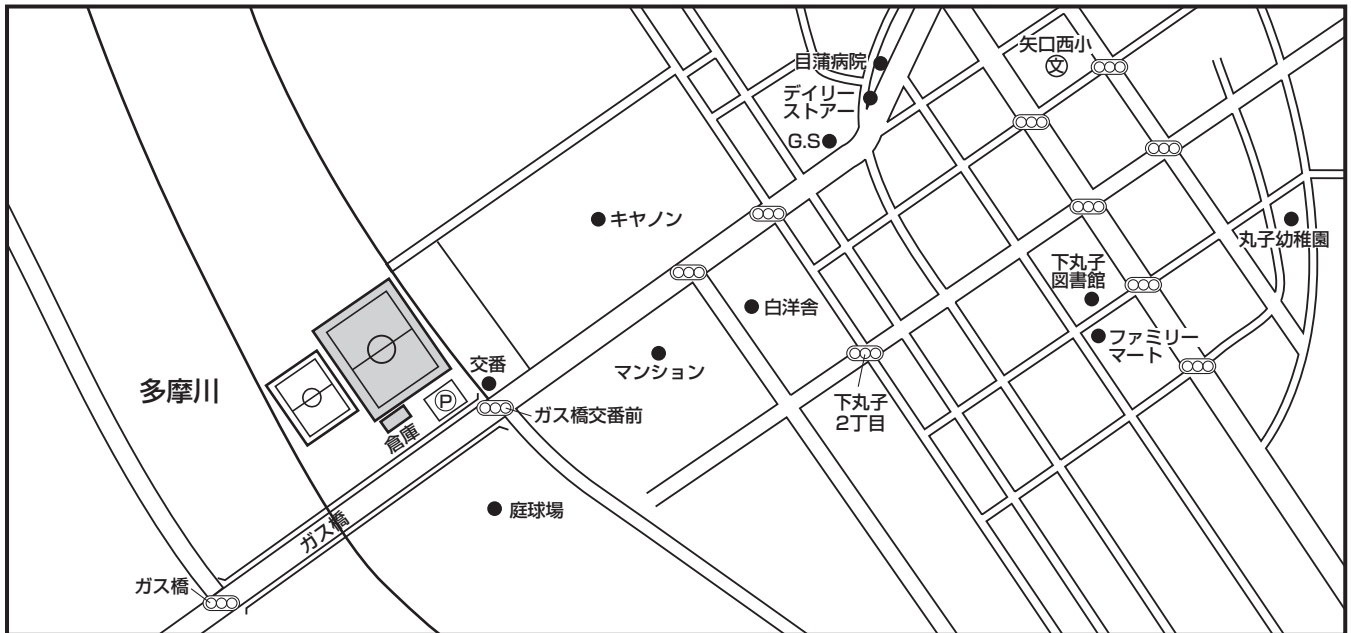 目蒲病院
デイリー
ストアー
G.S
矢口西小
文
キヤノン
丸子幼稚園
下丸子
図書館
白洋舎
ファミリー
マート
マンション
交番
多摩川
P
倉庫
ガス橋交番前
下丸子
2丁目
庭球場
ガス橋
ガス橋